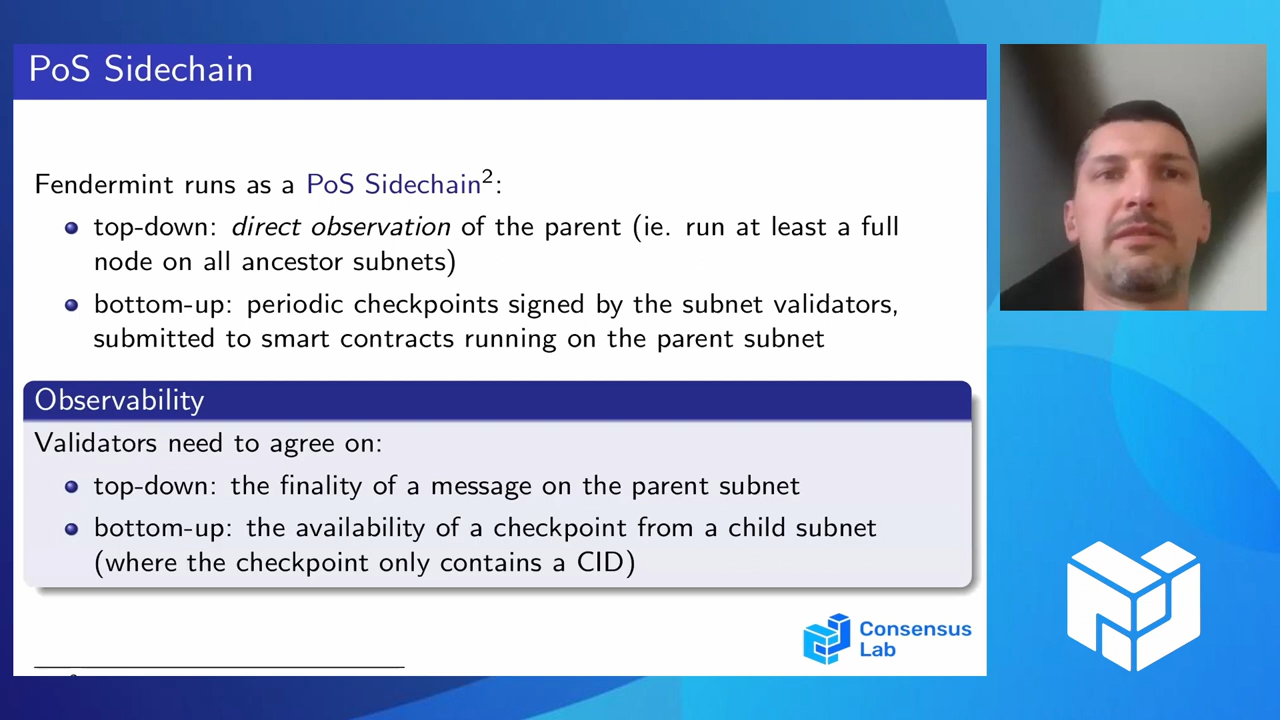 PoS Sidechain
Fendermint runs as a PoS Sidechain²:
top-down: direct observation of the parent (ie. run at least a full
node on all ancestor subnets)
bottom-up: periodic checkpoints signed by the subnet validators,
submitted to smart contracts running on the parent subnet
Observability
Validators need to agree on:
top-down: the finality of a message on the parent subnet
bottom-up: the availability of a checkpoint from a child subnet
(where the checkpoint only contains a CID)
Consensus
Lab